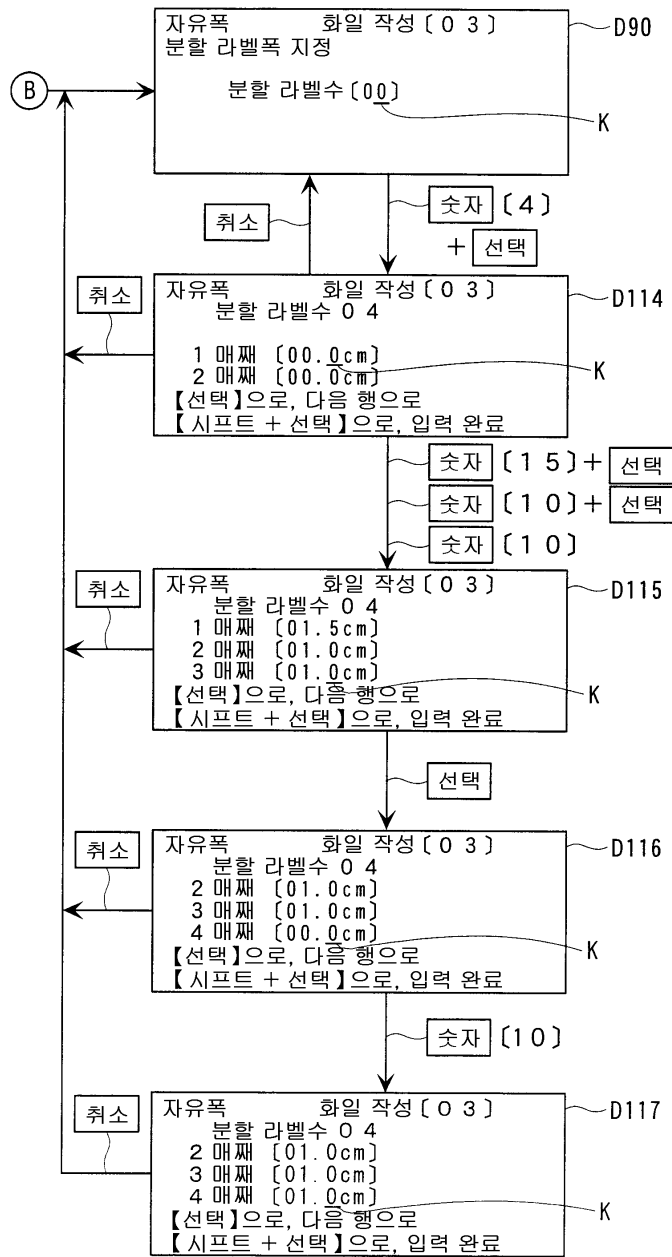 자유폭 화일 작성〔03〕
D90
분할 라벨폭 지정
B
분할 라벨수〔00〕
K
취소
숫자〔4〕
+ 선택
자유폭 화일 작성〔03〕
D114
취소
분할 라벨수 04
1 매째 〔00.0cm〕
K
2 매째 〔00.0cm〕
【선택】으로, 다음 행으로
【시프트 + 선택】으로, 입력 완료
숫자〔15〕+ 선택
숫자〔10〕+ 선택
숫자〔10〕
자유폭 화일 작성〔03〕
D115
취소
분할 라벨수 04
1 매째 〔01.5cm〕
2 매째 〔01.0cm〕
3 매째 〔01.0cm〕
【선택】으로, 다음 행으로
K
【시프트 + 선택】으로, 입력 완료
선택
자유폭 화일 작성〔03〕
D116
취소
분할 라벨수 04
2 매째 〔01.0cm〕
3 매째 〔01.0cm〕
4 매째 〔00.0cm〕
【선택】으로, 다음 행으로
K
【시프트 + 선택】으로, 입력 완료
숫자〔10〕
자유폭 화일 작성〔03〕
D117
취소
분할 라벨수 04
2 매째 〔01.0cm〕
3 매째 〔01.0cm〕
4 매째 〔01.0cm〕
K
【선택】으로, 다음 행으로
【시프트 + 선택】으로, 입력 완료